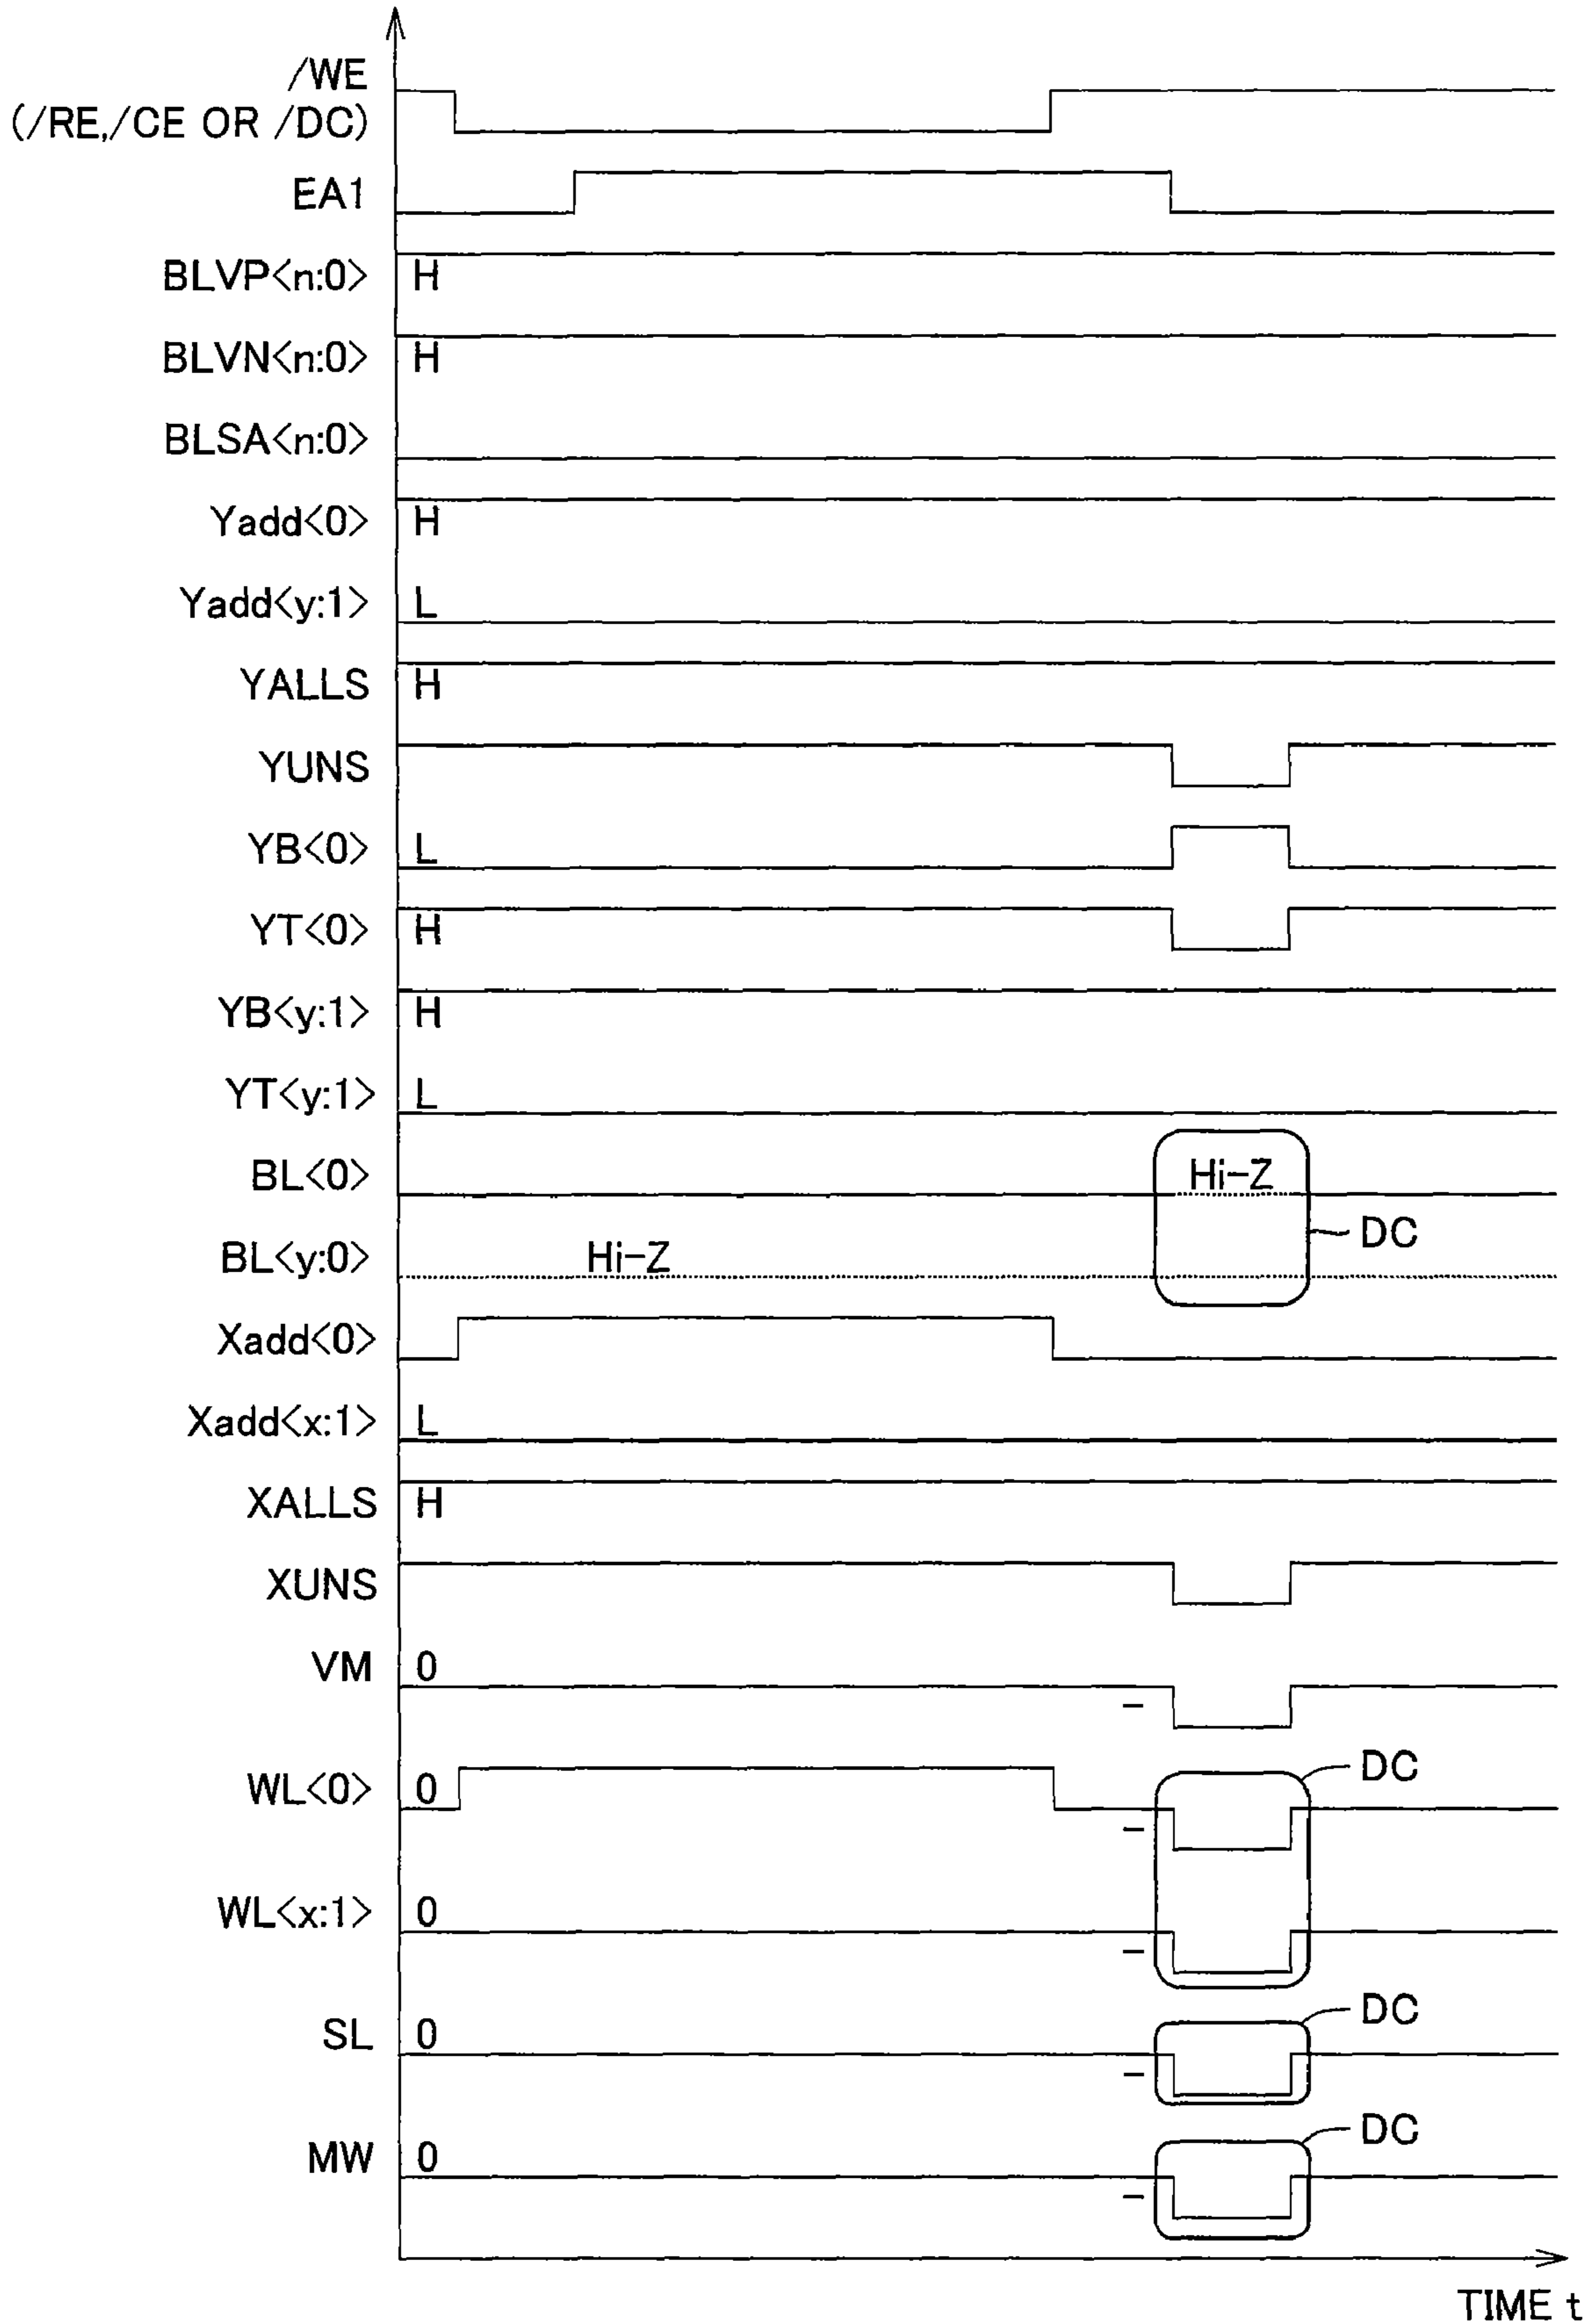 /WE
(/RE,/CE OR /DC)
EA1
BLVP<n:0> H
BLVN<n:0> H
BLSA<n:0>
Yadd<0> H
Yadd<y:1> L
YALLS H
YUNS
YB<0> L
YT<0> H
YB<y:1> H
YT<y:1> L
BL<0> Hi-Z
DC
BL<y:0> Hi-Z
Xadd<0>
Xadd<x:1> L
XALLS H
XUNS
VM 0 -
WL<0> 0 - DC
WL<x:1> 0 -
SL 0 - DC
MW 0 - DC
TIME t